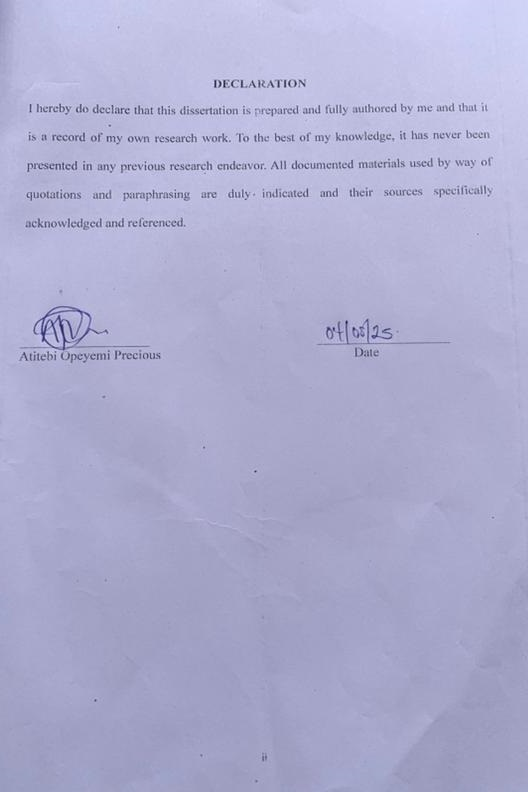 DECLARATION
I hereby do declare that this dissertation is prepared and fully authored by me and that it
is a record of my own research work. To the best of my knowledge, it has never been
presented in any previous research endeavor. All documented materials used by way of
quotations and paraphrasing are duly indicated and their sources specifically
acknowledged and referenced.
Atitebi Opeyemi Precious
Date
ii